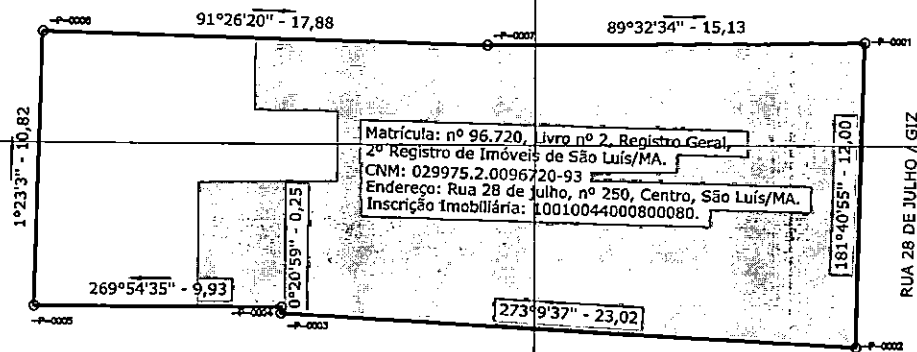 91°26'20" - 17,88
89°32'34" - 15,13
P-0006
P-0007
P-0001
1°23'3" - 10,82
Matrícula: nº 96.720, Livro nº 2, Registro Geral,
2º Registro de Imóveis de São Luís/MA.
CNM: 029975.2.0096720-93
Endereço: Rua 28 de julho, nº 250, Centro, São Luís/MA.
Inscrição Imobiliária: 10010044000800080.
181°40'55" - 12,00
RUA 28 DE JULHO / GIZ
0°20'59" - 0,25
269°54'35" - 9,93
273°9'37" - 23,02
P-0005
P-0004
P-0003
P-0002